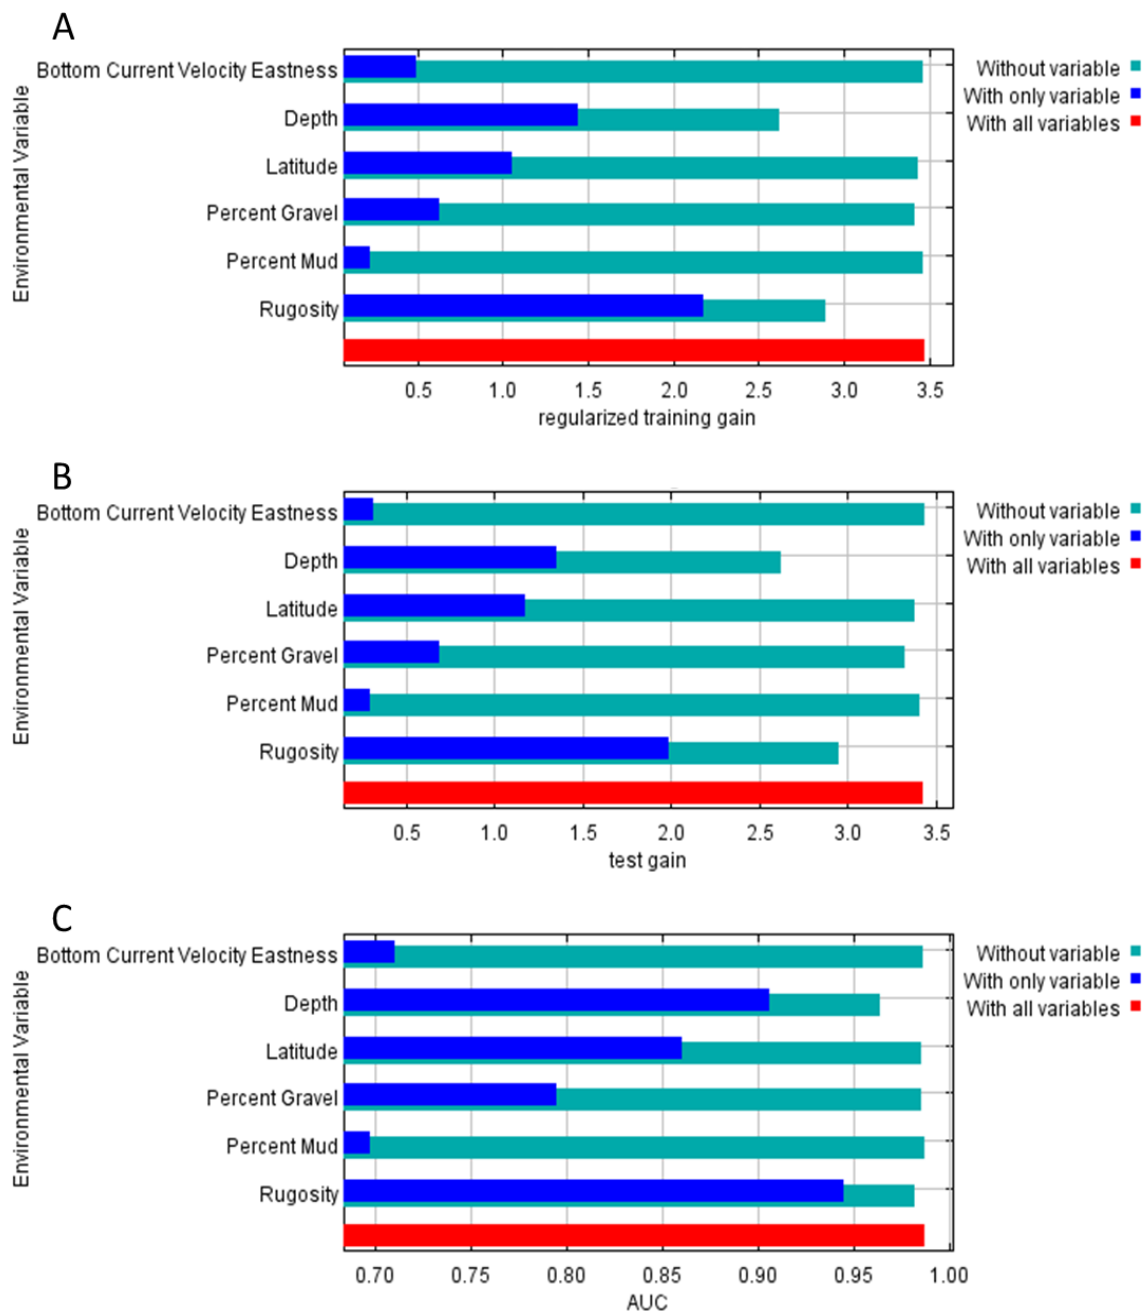 A
Environmental Variable
Bottom Current Velocity Eastness
Depth
Latitude
Percent Gravel
Percent Mud
Rugosity
Without variable
With only variable
With all variables
0.5 1.0 1.5 2.0 2.5 3.0 3.5
regularized training gain
B
Environmental Variable
Bottom Current Velocity Eastness
Depth
Latitude
Percent Gravel
Percent Mud
Rugosity
Without variable
With only variable
With all variables
0.5 1.0 1.5 2.0 2.5 3.0 3.5
test gain
C
Environmental Variable
Bottom Current Velocity Eastness
Depth
Latitude
Percent Gravel
Percent Mud
Rugosity
Without variable
With only variable
With all variables
0.70 0.75 0.80 0.85 0.90 0.95 1.00
AUC